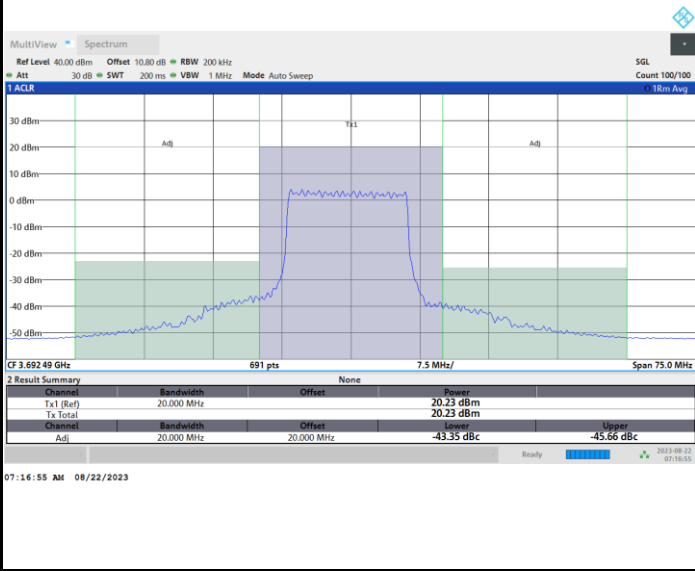 MultiView Spectrum
Ref Level 40.00 dBm Offset 10.80 dB RBW 200 kHz SGL
Att 30 dB SWT 200 ms VBW 1 MHz Mode Auto Sweep Count 100/100
1 ACLR 1Rm Avg
Tx1
30 dBm
Adj Adj
20 dBm
10 dBm
0 dBm
-10 dBm
-20 dBm
-30 dBm
-40 dBm
-50 dBm
CF 3.692 49 GHz 691 pts 7.5 MHz/ Span 75.0 MHz
2 Result Summary None
Channel Bandwidth Offset Power
Tx1 (Ref) 20.000 MHz 20.23 dBm
Tx Total 20.23 dBm
Channel Bandwidth Offset Lower Upper
Adj 20.000 MHz 20.000 MHz -43.35 dBc -45.66 dBc
Ready 2023-08-22
07:16:55
07:16:55 AM 08/22/2023